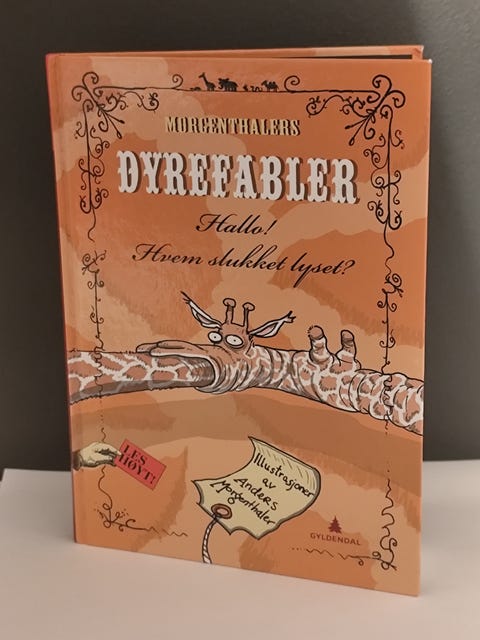 MORGENTHALERS
DYREFABLER
Hallo!
Hvem slukket lyset?
LES
HØYT!
Illustrasjoner
av
Anders
Morgenthaler
GYLDENDAL